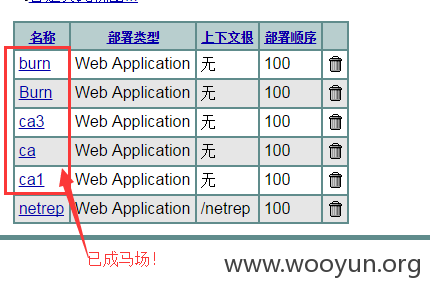 名称 部署类型 上下文根 部署顺序
burn Web Application 无 100
Burn Web Application 无 100
ca3 Web Application 无 100
ca Web Application 无 100
ca1 Web Application 无 100
netrep Web Application /netrep 100
已成马场!
www.wooyun.org